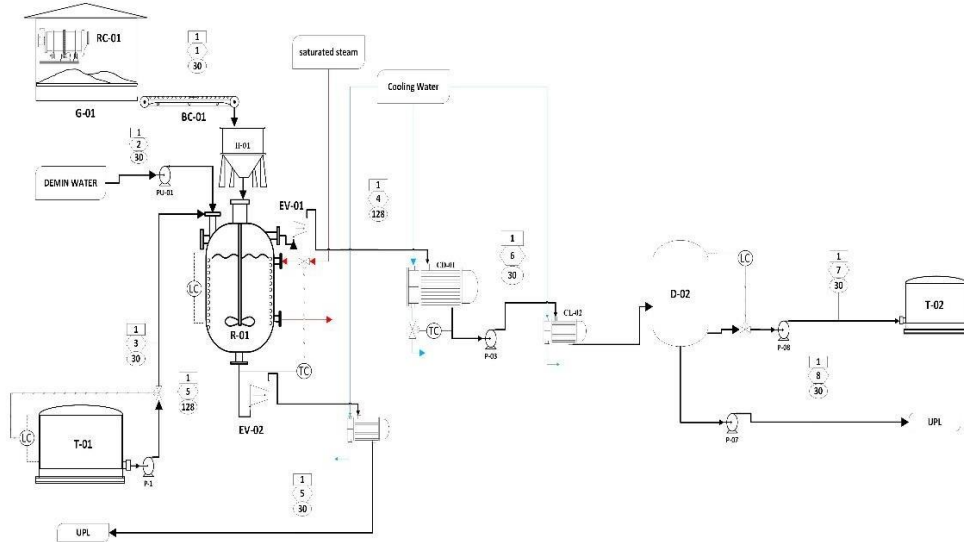 RC-01
1
1
30
G-01
BC-01
saturated steam
Cooling Water
H-01
1
2
30
DEMIN WATER
PU-01
EV-01
1
4
128
LC
R-01
CD-01
TC
1
6
30
P-03
CL-02
D-02
LC
1
7
30
P-08
T-02
1
3
30
1
5
128
TC
EV-02
LC
T-01
P-1
1
8
30
P-07
UPL
1
5
30
UPL